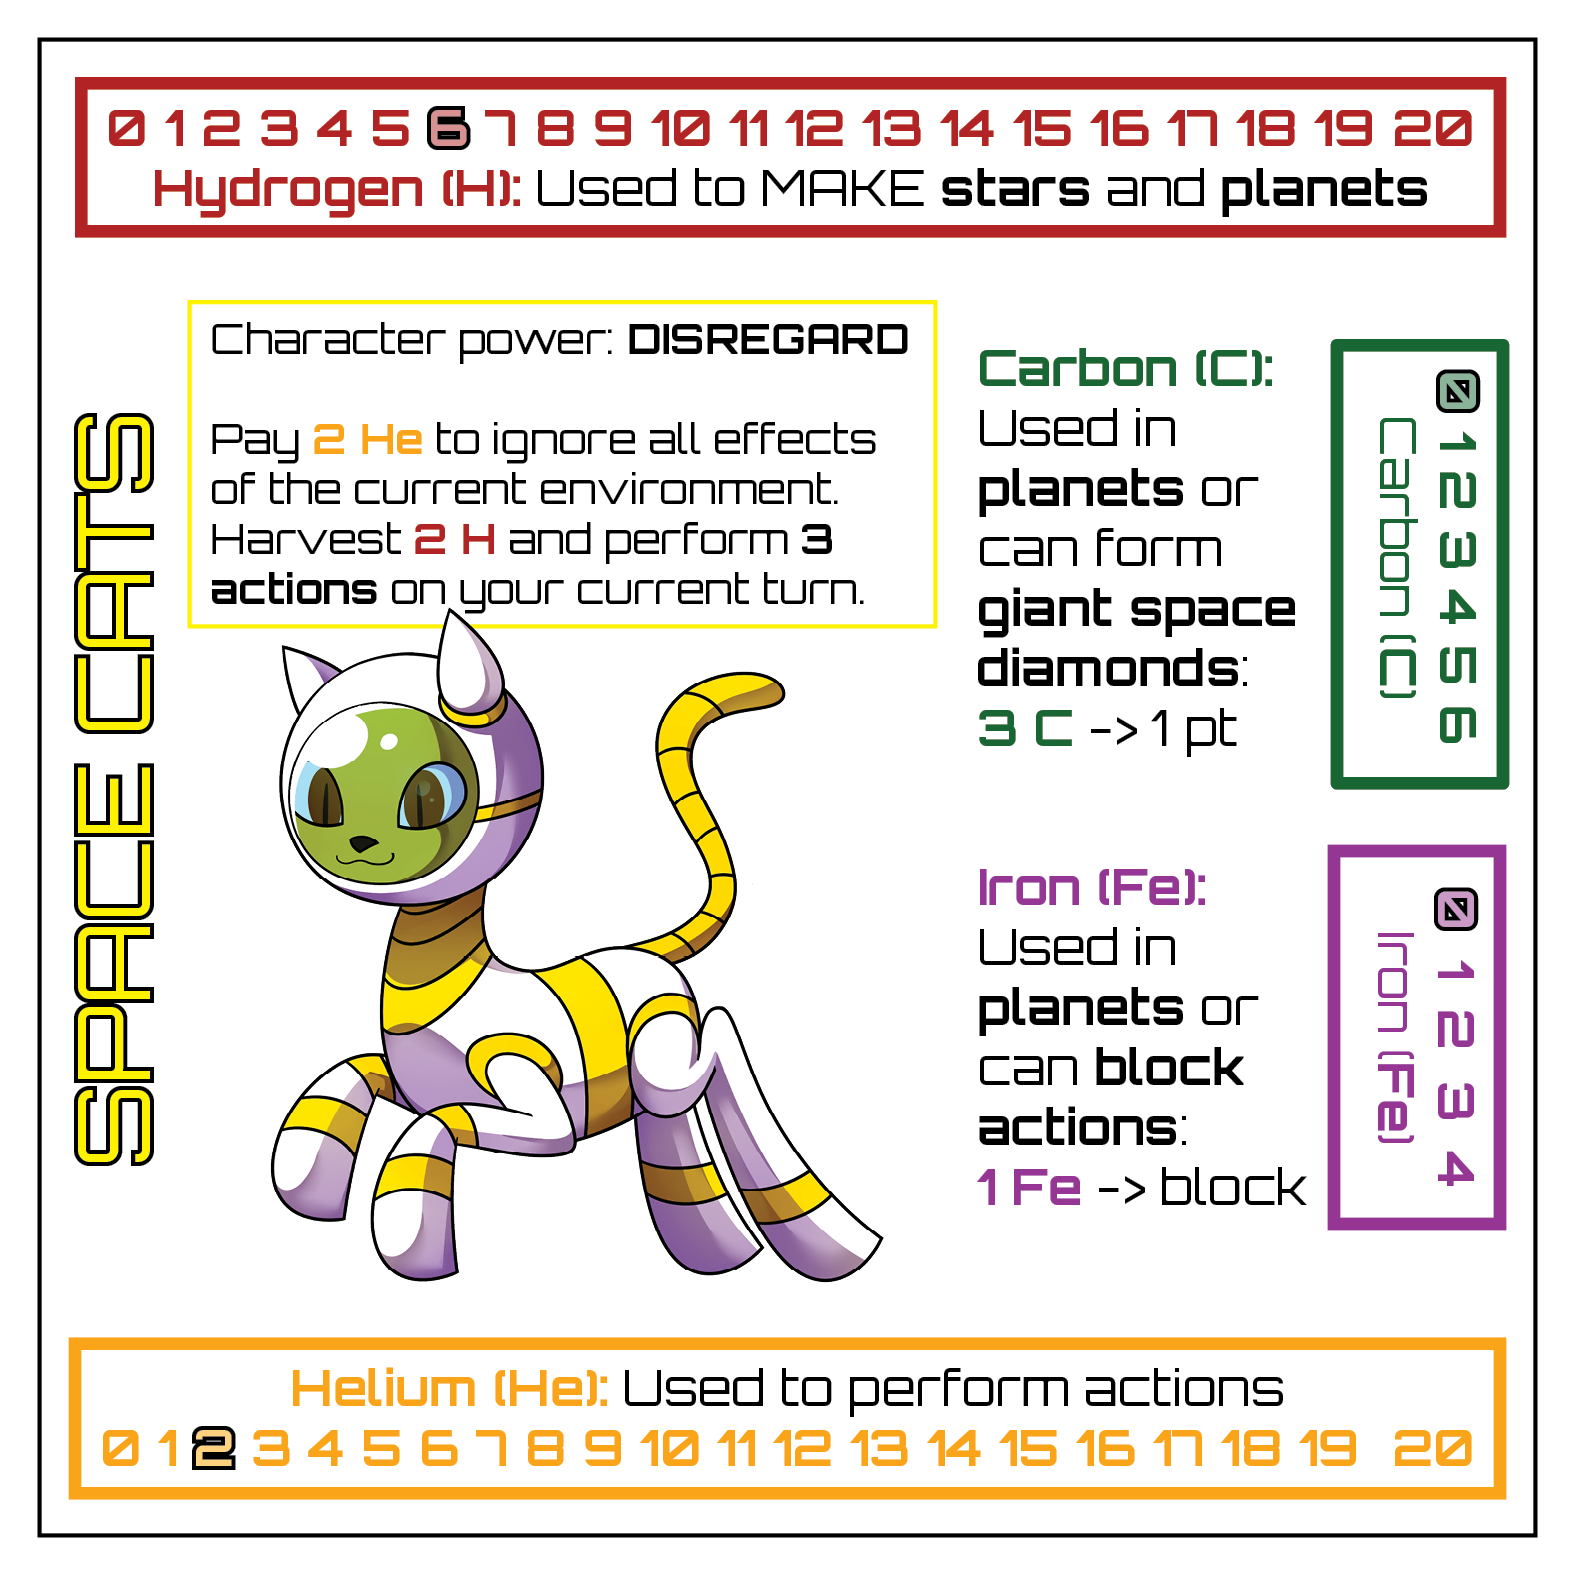 0 1 2 3 4 5 6 7 8 9 10 11 12 13 14 15 16 17 18 19 20
Hydrogen (H): Used to MAKE stars and planets
SPACE CATS
Character power: DISREGARD
Pay 2 He to ignore all effects
of the current environment.
Harvest 2 H and perform 3
actions on your current turn.
Carbon (C):
Used in
planets or
can form
giant space
diamonds:
3 C -> 1 pt
0 1 2 3 4 5 6
Carbon (C)
Iron (Fe):
Used in
planets or
can block
actions:
1 Fe -> block
0 1 2 3 4
Iron (Fe)
Helium (He): Used to perform actions
0 1 2 3 4 5 6 7 8 9 10 11 12 13 14 15 16 17 18 19 20